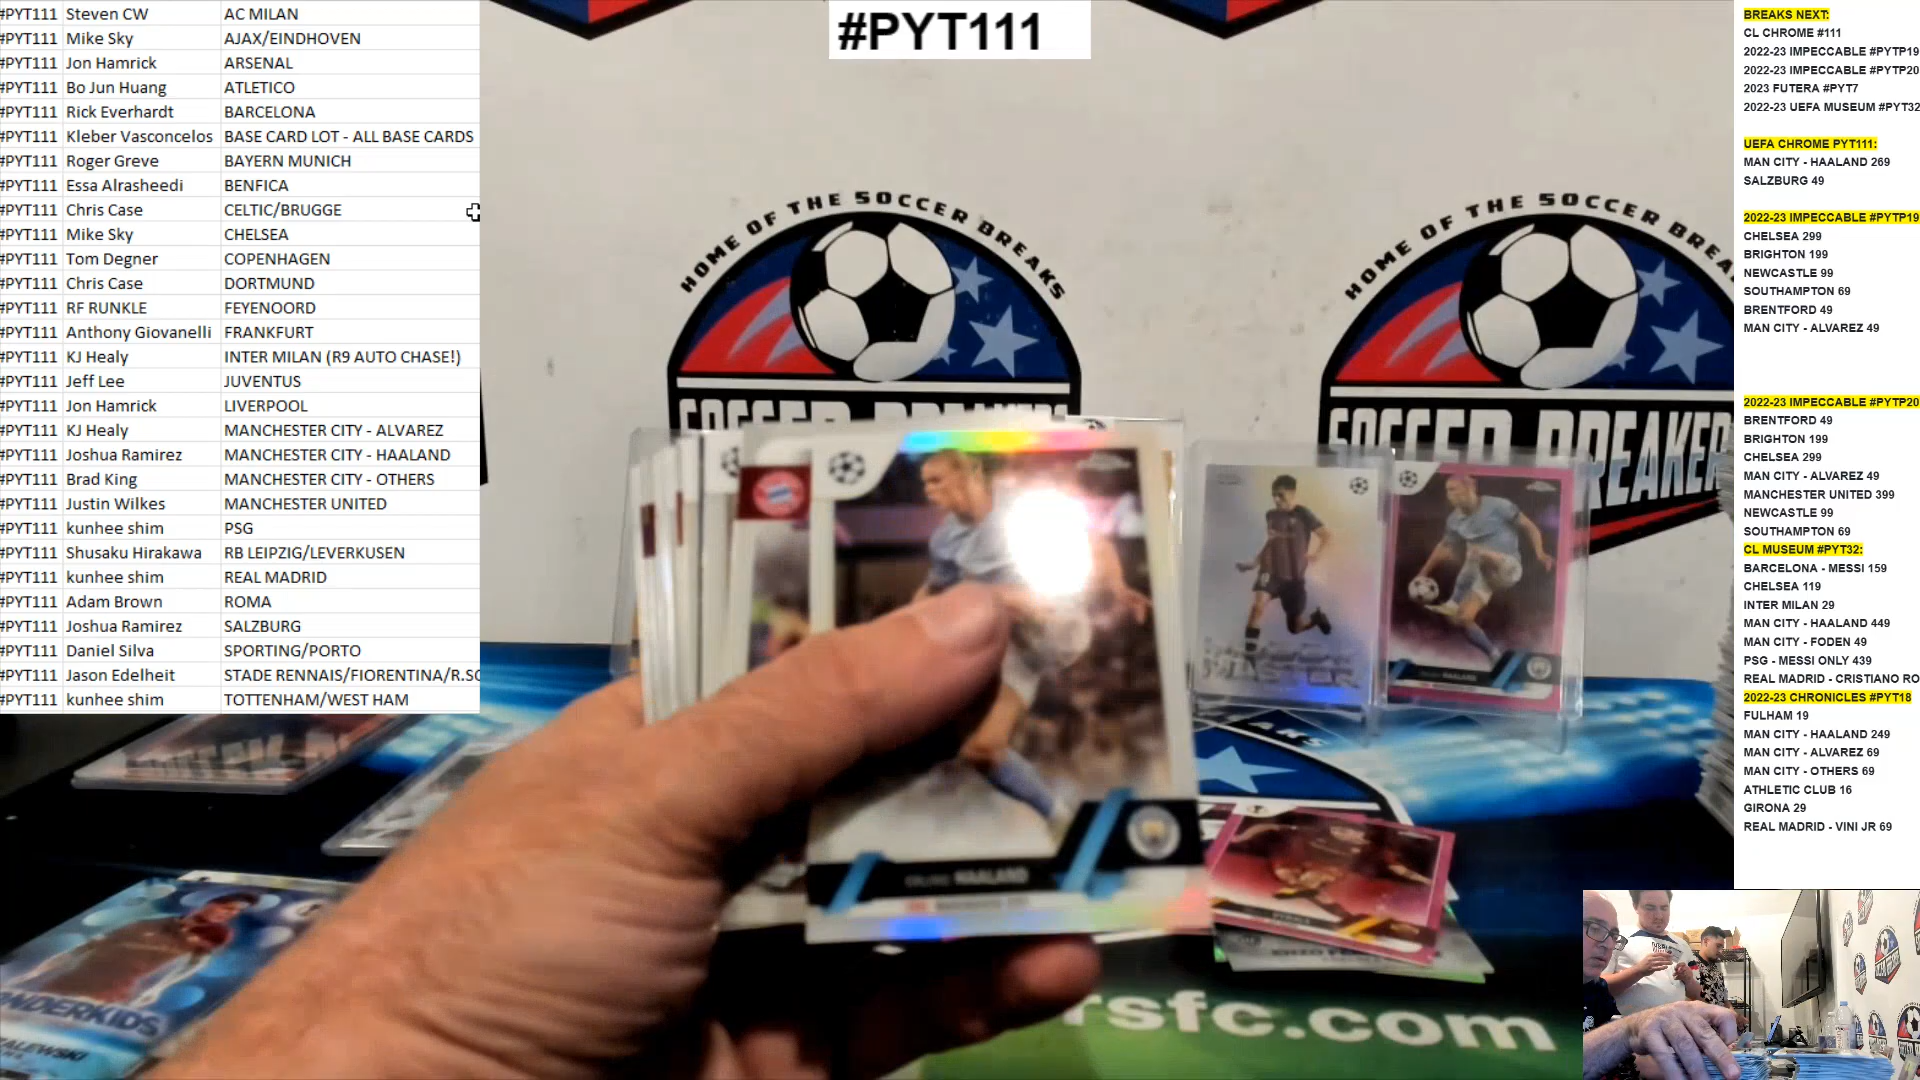 #PYT111 Steven CW AC MILAN
#PYT111 Mike Sky AJAX/EINDHOVEN
#PYT111 Jon Hamrick ARSENAL
#PYT111 Bo Jun Huang ATLETICO
#PYT111 Rick Everhardt BARCELONA
#PYT111 Kleber Vasconcelos BASE CARD LOT - ALL BASE CARDS
#PYT111 Roger Greve BAYERN MUNICH
#PYT111 Essa Alrasheedi BENFICA
#PYT111 Chris Case CELTIC/BRUGGE
#PYT111 Mike Sky CHELSEA
#PYT111 Tom Degner COPENHAGEN
#PYT111 Chris Case DORTMUND
#PYT111 RF RUNKLE FEYENOORD
#PYT111 Anthony Giovanelli FRANKFURT
#PYT111 KJ Healy INTER MILAN (R9 AUTO CHASE!)
#PYT111 Jeff Lee JUVENTUS
#PYT111 Jon Hamrick LIVERPOOL
#PYT111 KJ Healy MANCHESTER CITY - ALVAREZ
#PYT111 Joshua Ramirez MANCHESTER CITY - HAALAND
#PYT111 Brad King MANCHESTER CITY - OTHERS
#PYT111 Justin Wilkes MANCHESTER UNITED
#PYT111 kunhee shim PSG
#PYT111 Shusaku Hirakawa RB LEIPZIG/LEVERKUSEN
#PYT111 kunhee shim REAL MADRID
#PYT111 Adam Brown ROMA
#PYT111 Joshua Ramirez SALZBURG
#PYT111 Daniel Silva SPORTING/PORTO
#PYT111 Jason Edelheit STADE RENNAIS/FIORENTINA/R.SO
#PYT111 kunhee shim TOTTENHAM/WEST HAM
#PYT111
HOME OF THE SOCCER BREAKS
SOCCER BREAKER
HOME OF THE SOCCER BREA
SOCCER BREAKER
HAALAND
rsfc.com
ONDERKIDS
ZALEWSKI
BREAKS NEXT:
CL CHROME #111
2022-23 IMPECCABLE #PYTP19
2022-23 IMPECCABLE #PYTP20
2023 FUTERA #PYT7
2022-23 UEFA MUSEUM #PYT32
UEFA CHROME PYT111:
MAN CITY - HAALAND 269
SALZBURG 49
2022-23 IMPECCABLE #PYTP19
CHELSEA 299
BRIGHTON 199
NEWCASTLE 99
SOUTHAMPTON 69
BRENTFORD 49
MAN CITY - ALVAREZ 49
2022-23 IMPECCABLE #PYTP20
BRENTFORD 49
BRIGHTON 199
CHELSEA 299
MAN CITY - ALVAREZ 49
MANCHESTER UNITED 399
NEWCASTLE 99
SOUTHAMPTON 69
CL MUSEUM #PYT32:
BARCELONA - MESSI 159
CHELSEA 119
INTER MILAN 29
MAN CITY - HAALAND 449
MAN CITY - FODEN 49
PSG - MESSI ONLY 439
REAL MADRID - CRISTIANO RO
2022-23 CHRONICLES #PYT18
FULHAM 19
MAN CITY - HAALAND 249
MAN CITY - ALVAREZ 69
MAN CITY - OTHERS 69
ATHLETIC CLUB 16
GIRONA 29
REAL MADRID - VINI JR 69